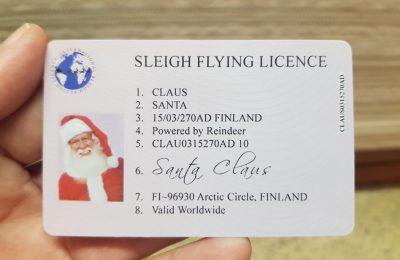 SLEIGH FLYING LICENCE
1. CLAUS
2. SANTA
3. 15/03/270AD FINLAND
4. Powered by Reindeer
5. CLAU0315270AD 10
6. Santa Claus
7. FI~96930 Arctic Circle, FINLAND
8. Valid Worldwide
CLAUS0315270AD